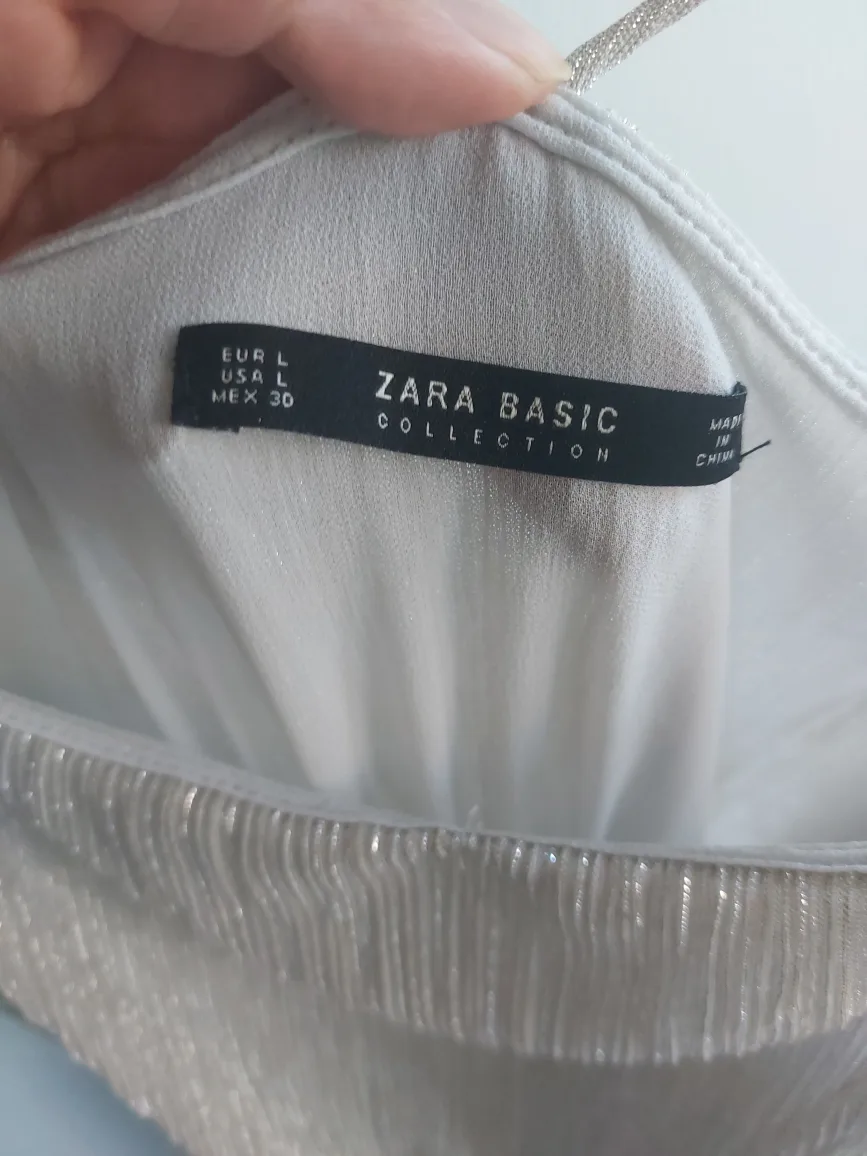 EUR L
USA L
MEX 30
ZARA BASIC
COLLECTION
MADE
IN
CHINA